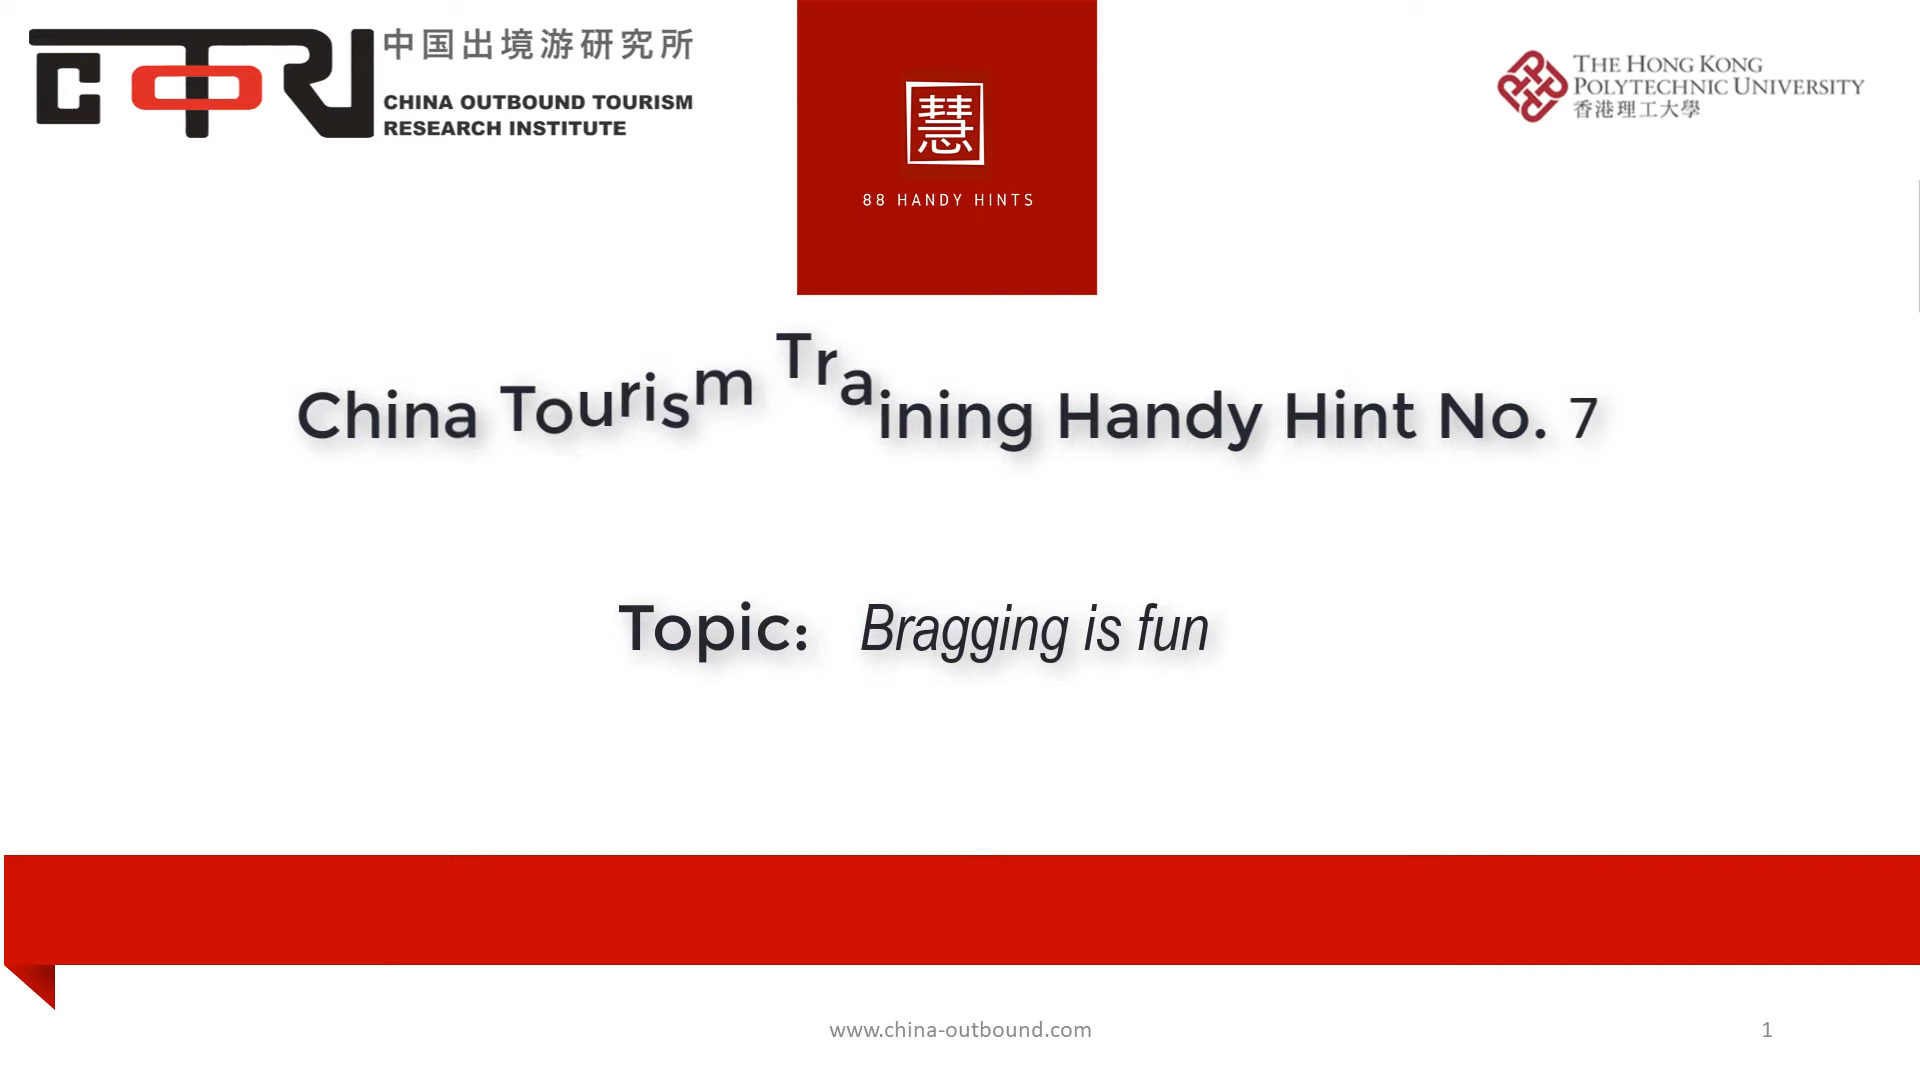 COTRI
中国出境游研究所
CHINA OUTBOUND TOURISM
RESEARCH INSTITUTE
慧
88 HANDY HINTS
THE HONG KONG
POLYTECHNIC UNIVERSITY
香港理工大學
China Tourism Training Handy Hint No. 7
Topic: Bragging is fun
www.china-outbound.com
1